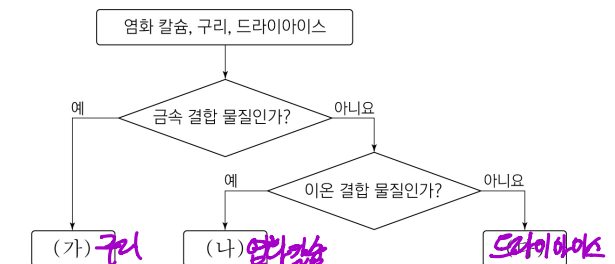 염화 칼슘, 구리, 드라이아이스
예
금속 결합 물질인가?
아니요
예
이온 결합 물질인가?
아니요
(가) 구리
(나) 염화칼슘
드라이아이스